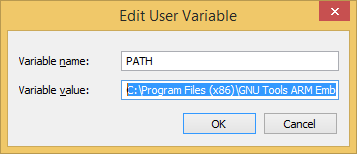 Edit User Variable
Variable name: PATH
Variable value: C:\Program Files (x86)\GNU Tools ARM Emb
OK Cancel